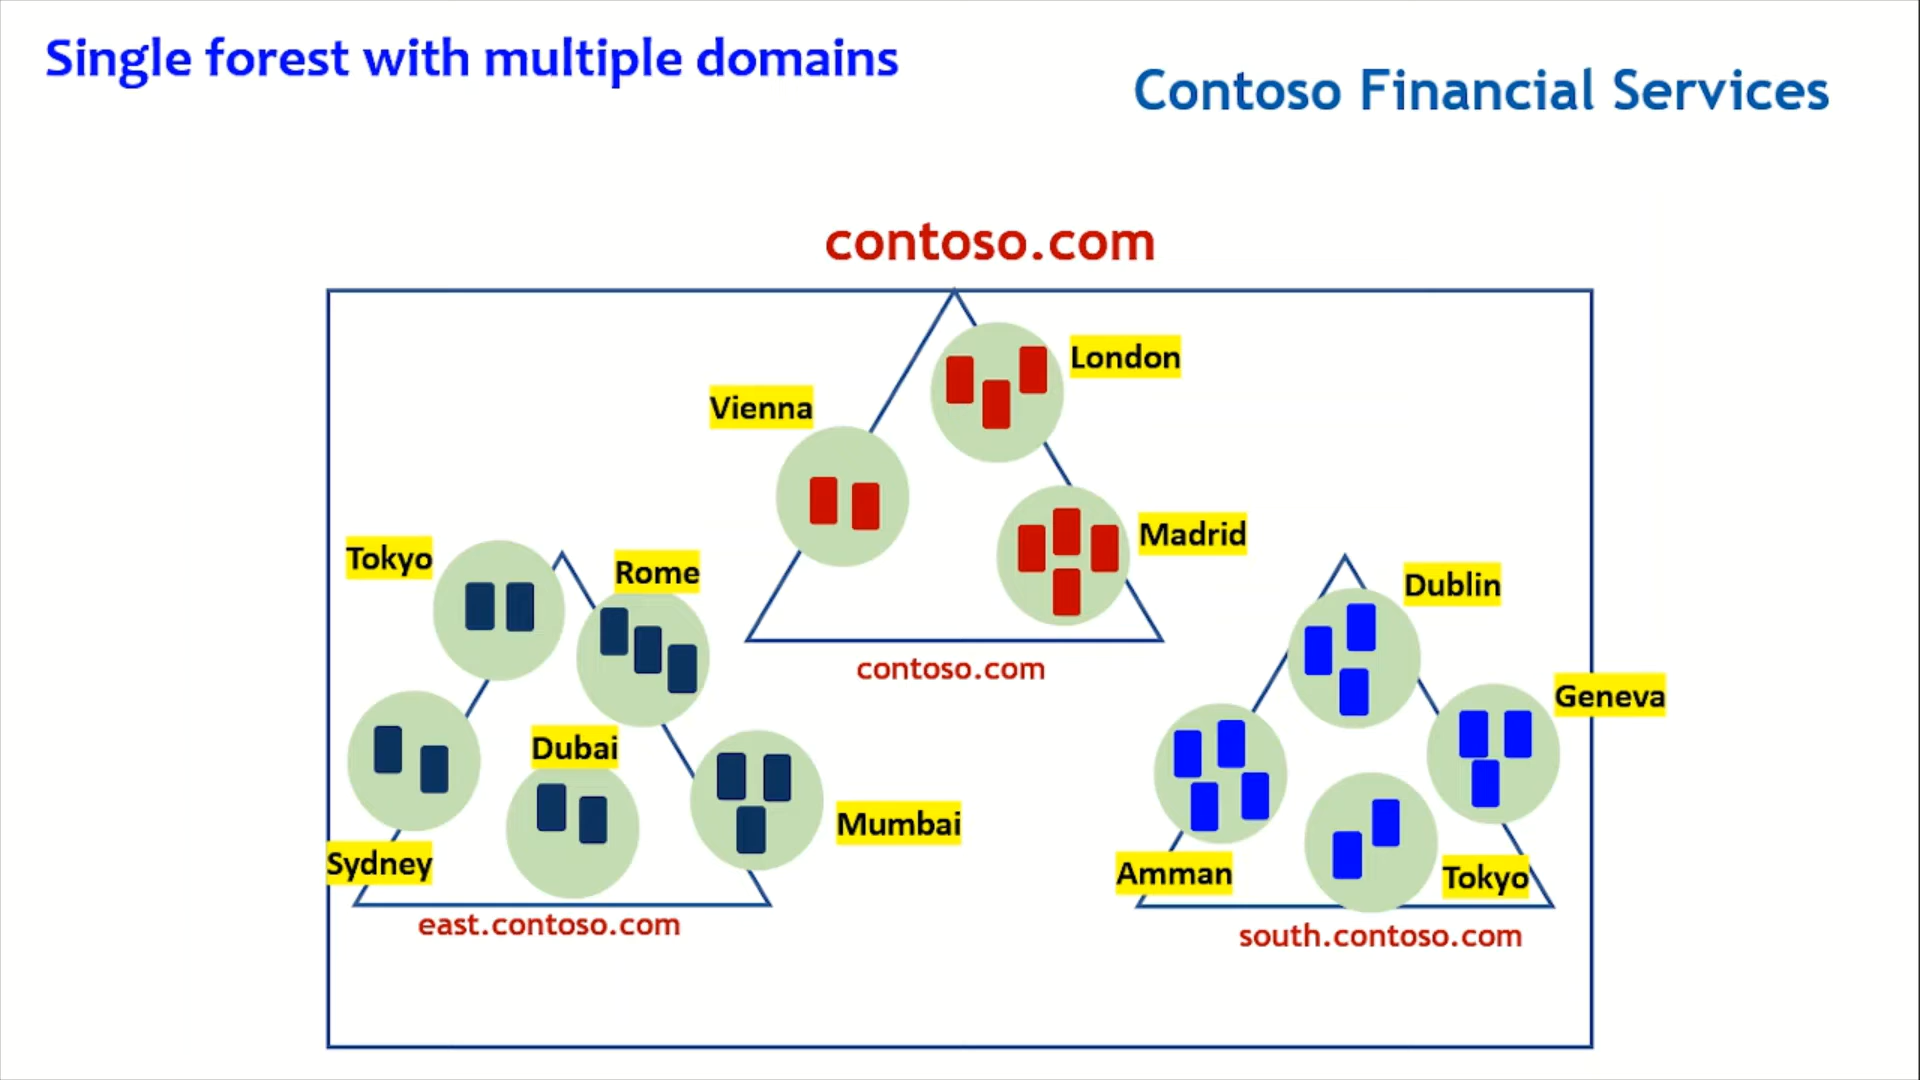 Single forest with multiple domains
Contoso Financial Services
contoso.com
London
Vienna
Madrid
Tokyo
Rome
Dublin
contoso.com
Geneva
Dubai
Mumbai
Sydney
Amman
Tokyo
east.contoso.com
south.contoso.com